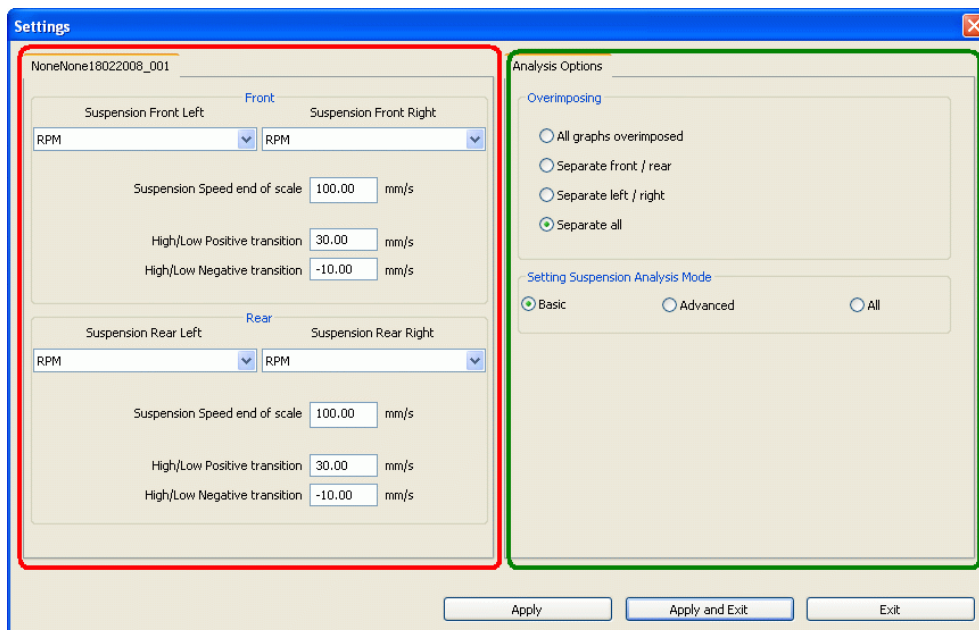 Settings
NoneNone18022008_001
Front
Suspension Front Left Suspension Front Right
RPM RPM
Suspension Speed end of scale 100.00 mm/s
High/Low Positive transition 30.00 mm/s
High/Low Negative transition -10.00 mm/s
Rear
Suspension Rear Left Suspension Rear Right
RPM RPM
Suspension Speed end of scale 100.00 mm/s
High/Low Positive transition 30.00 mm/s
High/Low Negative transition -10.00 mm/s
Analysis Options
Overimposing
All graphs overimposed
Separate front / rear
Separate left / right
Separate all
Setting Suspension Analysis Mode
Basic Advanced All
Apply Apply and Exit Exit